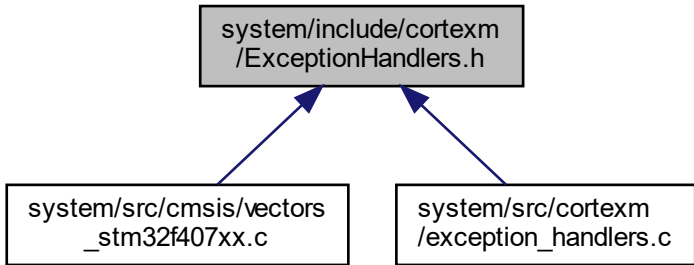 system/include/cortexm
/ExceptionHandlers.h
system/src/cmsis/vectors
_stm32f407xx.c
system/src/cortexm
/exception_handlers.c